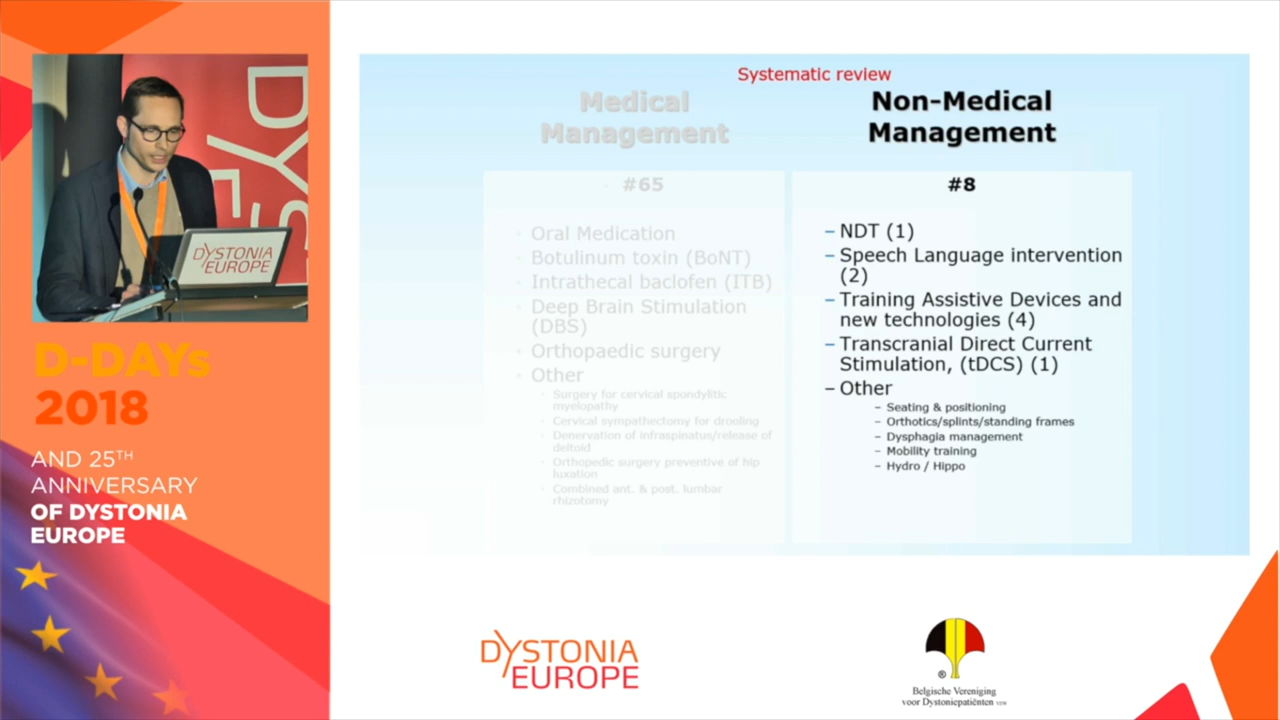 D-DAYs
2018
AND 25TH
ANNIVERSARY
OF DYSTONIA
EUROPE
DYSTONIA
EUROPE
Systematic review
Medical
Management
#65
- Oral Medication
- Botulinum toxin (BoNT)
- Intrathecal baclofen (ITB)
- Deep Brain Stimulation
(DBS)
- Orthopaedic surgery
- Other
- Surgery for cervical spondylitic
myelopathy
- Cervical sympathectomy for drooling
- Denervation of infraspinatus/release of
deltoid
- Orthopedic surgery preventive of hip
luxation
- Combined ant. & post. lumbar
rhizotomy
Non-Medical
Management
#8
– NDT (1)
– Speech Language intervention
(2)
– Training Assistive Devices and
new technologies (4)
– Transcranial Direct Current
Stimulation, (tDCS) (1)
– Other
– Seating & positioning
– Orthotics/splints/standing frames
– Dysphagia management
– Mobility training
– Hydro / Hippo
DYSTONIA
EUROPE
®
Belgische Vereniging
voor Dystoniepatiënten VZW